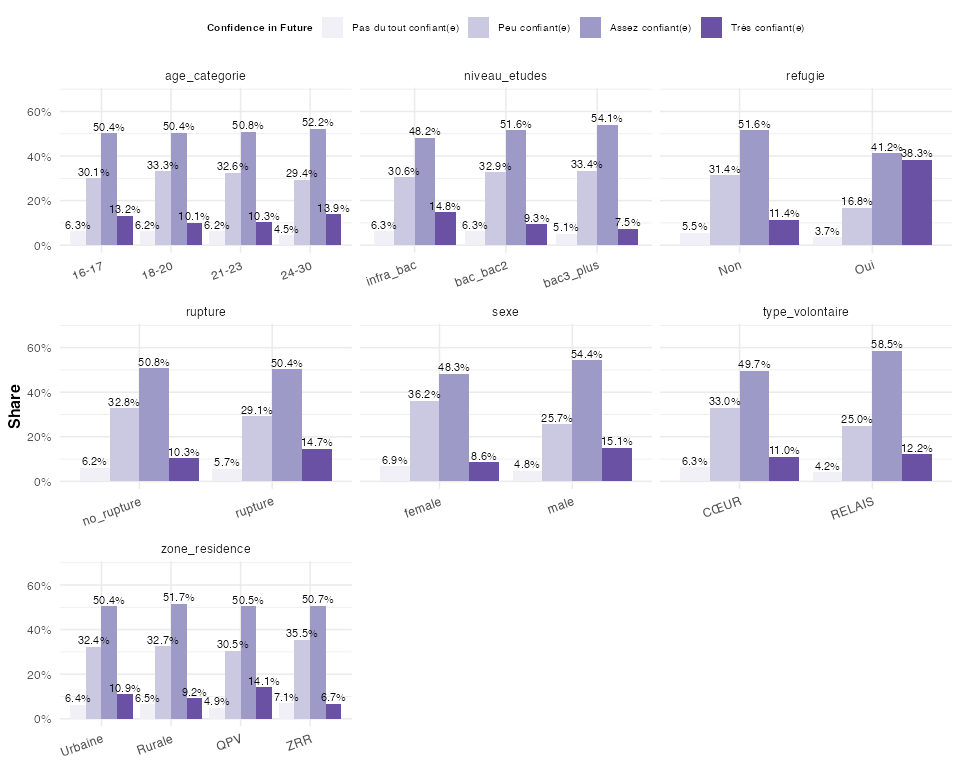 Confidence in Future Pas du tout confiant(e) Peu confiant(e) Assez confiant(e) Très confiant(e)
age_categorie niveau_etudes refugie
60%
40%
20%
0%
6.3% 30.1% 50.4% 13.2% 6.2% 33.3% 50.4% 10.1% 6.2% 32.6% 50.8% 10.3% 4.5% 29.4% 52.2% 13.9%
16-17 18-20 21-23 24-30
6.3% 30.6% 48.2% 14.8% 6.3% 32.9% 51.6% 9.3% 5.1% 33.4% 54.1% 7.5%
infra_bac bac_bac2 bac3_plus
5.5% 31.4% 51.6% 11.4% 3.7% 16.8% 41.2% 38.3%
Non Oui
Share
rupture sexe type_volontaire
60%
40%
20%
0%
6.2% 32.8% 50.8% 10.3% 5.7% 29.1% 50.4% 14.7%
no_rupture rupture
6.9% 36.2% 48.3% 8.6% 4.8% 25.7% 54.4% 15.1%
female male
6.3% 33.0% 49.7% 11.0% 4.2% 25.0% 58.5% 12.2%
CŒUR RELAIS
zone_residence
60%
40%
20%
0%
6.4% 32.4% 50.4% 10.9% 6.5% 32.7% 51.7% 9.2% 4.9% 30.5% 50.5% 14.1% 7.1% 35.5% 50.7% 6.7%
Urbaine Rurale QPV ZRR